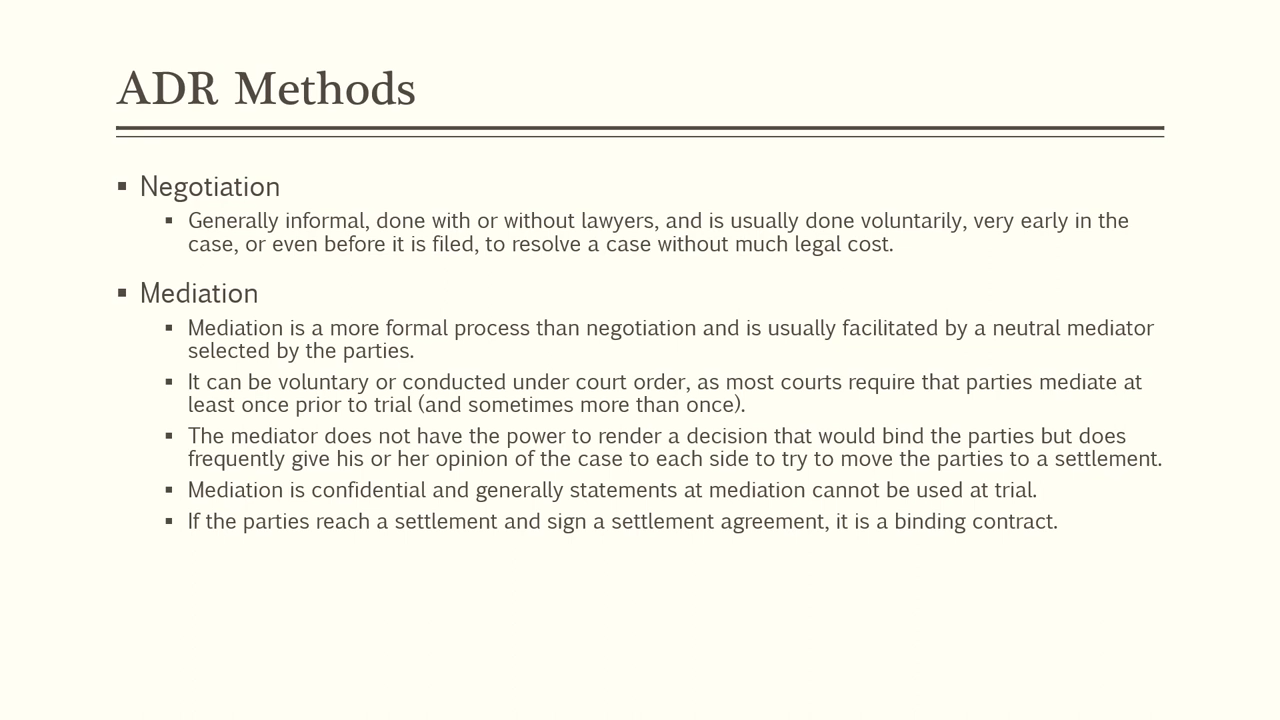 ADR Methods
▪ Negotiation
▪ Generally informal, done with or without lawyers, and is usually done voluntarily, very early in the
case, or even before it is filed, to resolve a case without much legal cost.
▪ Mediation
▪ Mediation is a more formal process than negotiation and is usually facilitated by a neutral mediator
selected by the parties.
▪ It can be voluntary or conducted under court order, as most courts require that parties mediate at
least once prior to trial (and sometimes more than once).
▪ The mediator does not have the power to render a decision that would bind the parties but does
frequently give his or her opinion of the case to each side to try to move the parties to a settlement.
▪ Mediation is confidential and generally statements at mediation cannot be used at trial.
▪ If the parties reach a settlement and sign a settlement agreement, it is a binding contract.